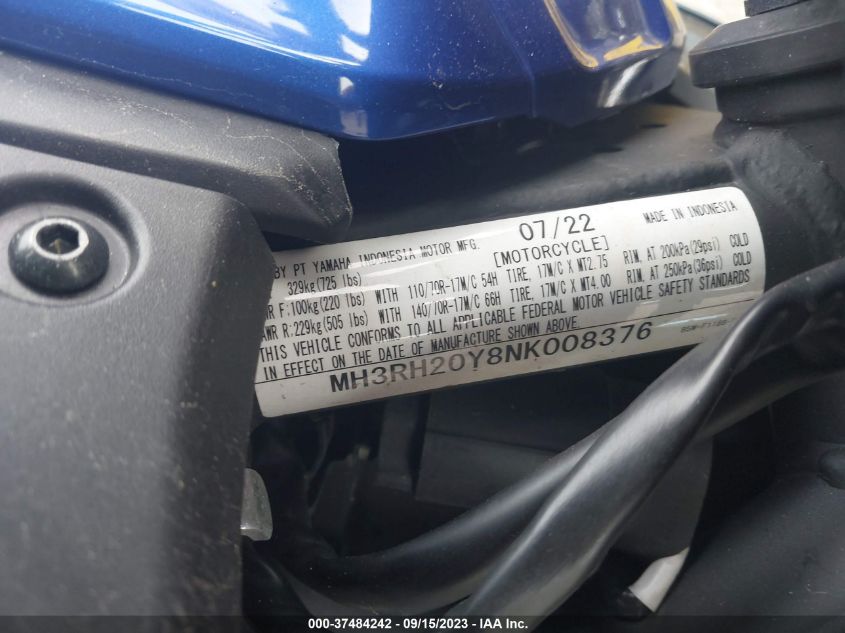 BY PT YAMAHA INDONESIA MOTOR MFG. 07/22 MADE IN INDONESIA
329kg(725 lbs) [MOTORCYCLE]
F:100kg(220 lbs) WITH 110/70R-17M/C 54H TIRE, 17M/C X MT2.75 RIM, AT 200kPa(29psi) COLD
R:229kg(505 lbs) WITH 140/70R-17M/C 66H TIRE, 17M/C X MT4.00 RIM, AT 250kPa(36psi) COLD
THIS VEHICLE CONFORMS TO ALL APPLICABLE FEDERAL MOTOR VEHICLE SAFETY STANDARDS
IN EFFECT ON THE DATE OF MANUFACTURE SHOWN ABOVE.
MH3RH20Y8NK008376
000-37484242 - 09/15/2023 - IAAI Branch